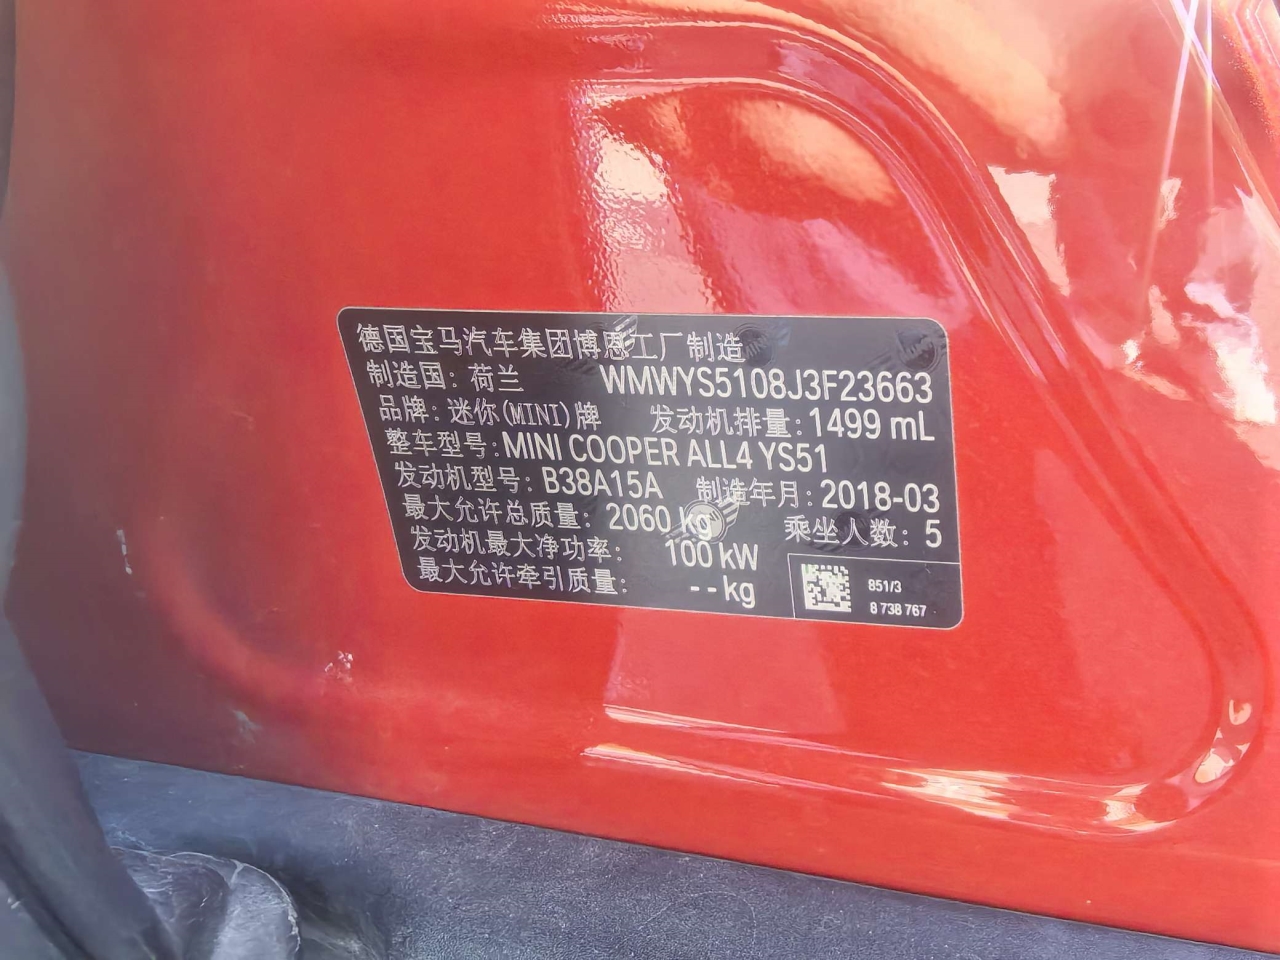 德国宝马汽车集团博恩工厂制造
制造国：荷兰 WMWYS5108J3F23663
品牌：迷你(MINI)牌 发动机排量：1499 mL
整车型号：MINI COOPER ALL4 YS51
发动机型号：B38A15A 制造年月：2018-03
最大允许总质量：2060 kg 乘坐人数：5
发动机最大净功率：100 kW
最大允许牵引质量：--kg
851/3
8 738 767